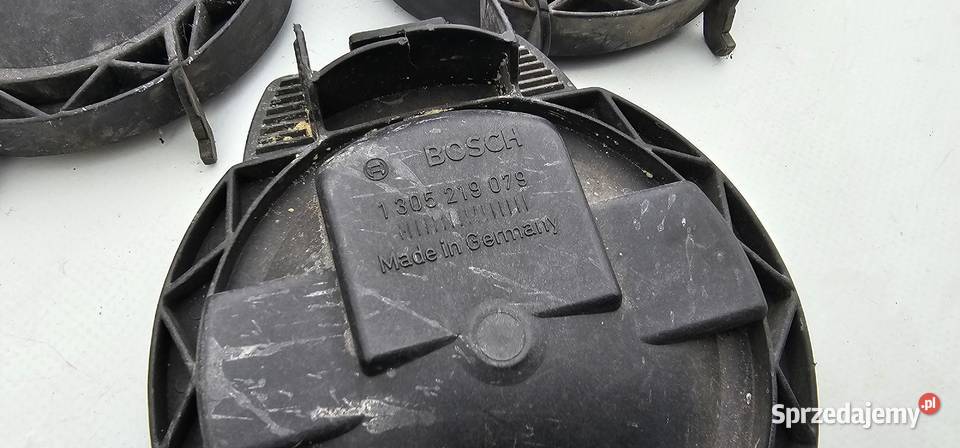 BOSCH
1 305 219 079
Made in Germany
Sprzedajemy.pl